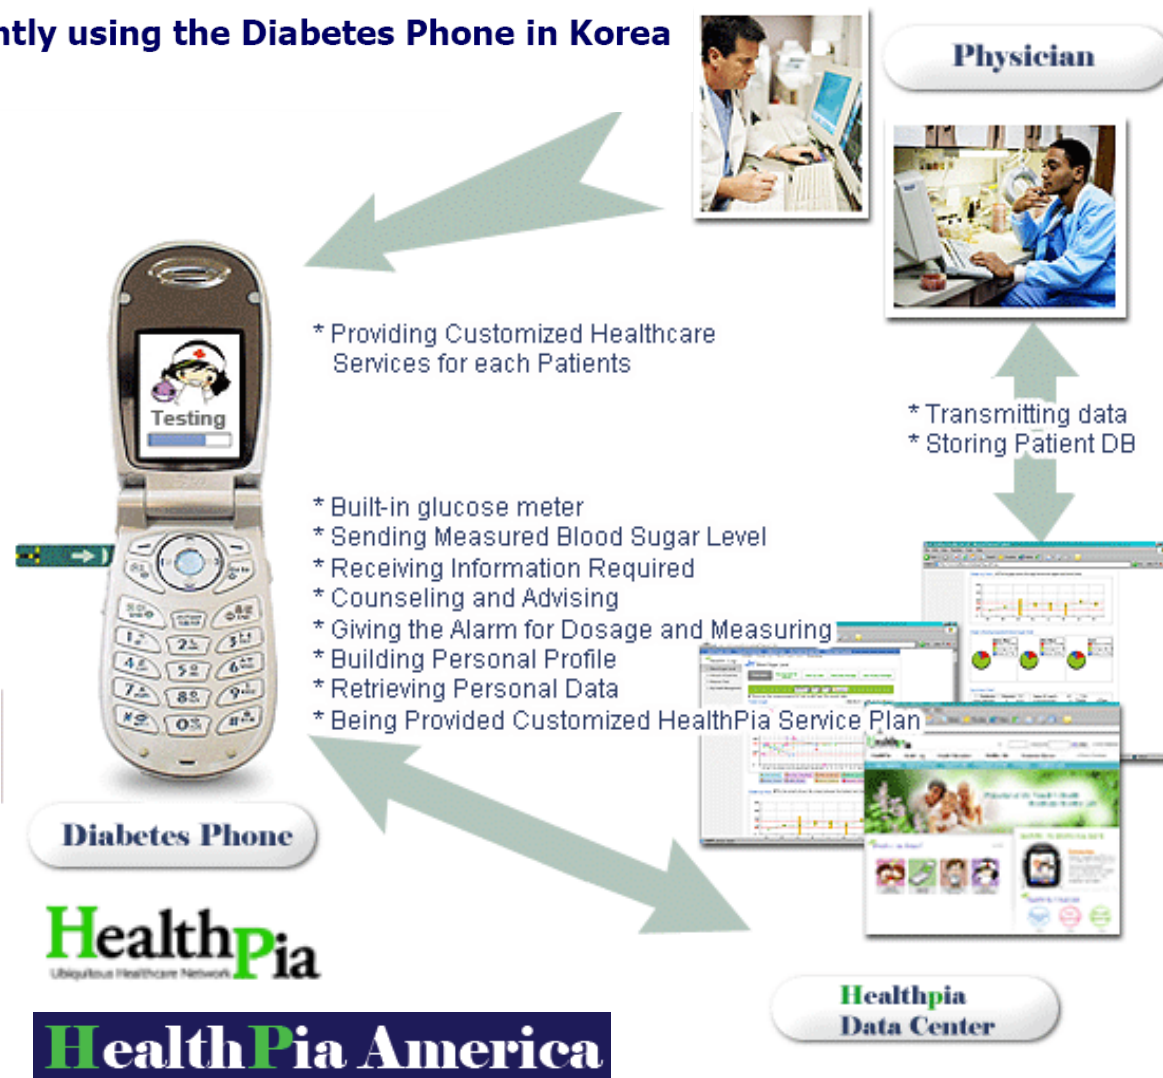 ntly using the Diabetes Phone in Korea
Physician
* Providing Customized Healthcare
Services for each Patients
Testing
* Transmitting data
* Storing Patient DB
* Built-in glucose meter
* Sending Measured Blood Sugar Level
* Receiving Information Required
* Counseling and Advising
* Giving the Alarm for Dosage and Measuring
* Building Personal Profile
* Retrieving Personal Data
* Being Provided Customized HealthPia Service Plan
Diabetes Phone
HealthPia
Ubiquitous Healthcare Network
Healthpia
Data Center
HealthPia America